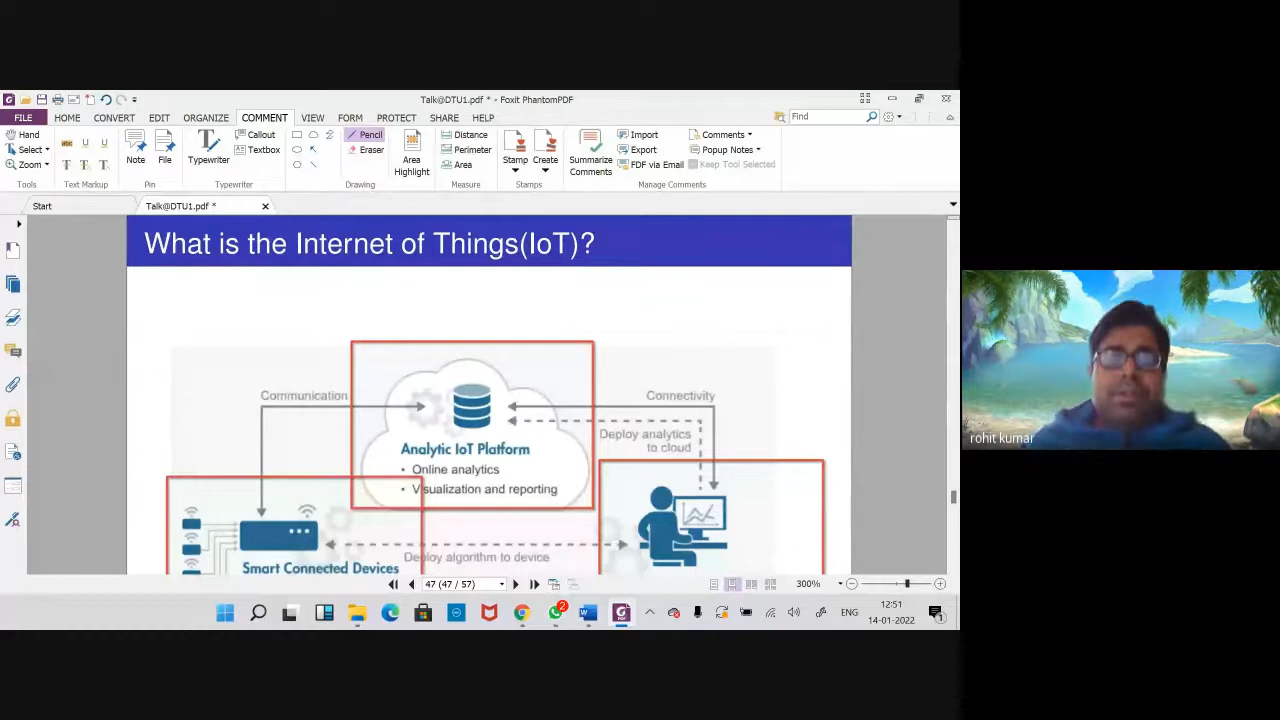 Talk@DTU1.pdf * - Foxit PhantomPDF
FILE HOME CONVERT EDIT ORGANIZE COMMENT VIEW FORM PROTECT SHARE HELP Find
Hand
Select
Zoom
Tools
Text Markup
Note
File
Pin
Typewriter
Callout
Textbox
Typewriter
Pencil
Eraser
Drawing
Area
Highlight
Distance
Perimeter
Area
Measure
Stamp
Create
Stamps
Summarize
Comments
Import
Export
FDF via Email
Comments
Popup Notes
Keep Tool Selected
Manage Comments
Start
Talk@DTU1.pdf *
What is the Internet of Things(IoT)?
Communication
Connectivity
Deploy analytics
to cloud
Analytic IoT Platform
• Online analytics
• Visualization and reporting
Deploy algorithm to device
Smart Connected Devices
rohit kumar
47 (47 / 57)
300%
2
ENG
12:51
14-01-2022
1